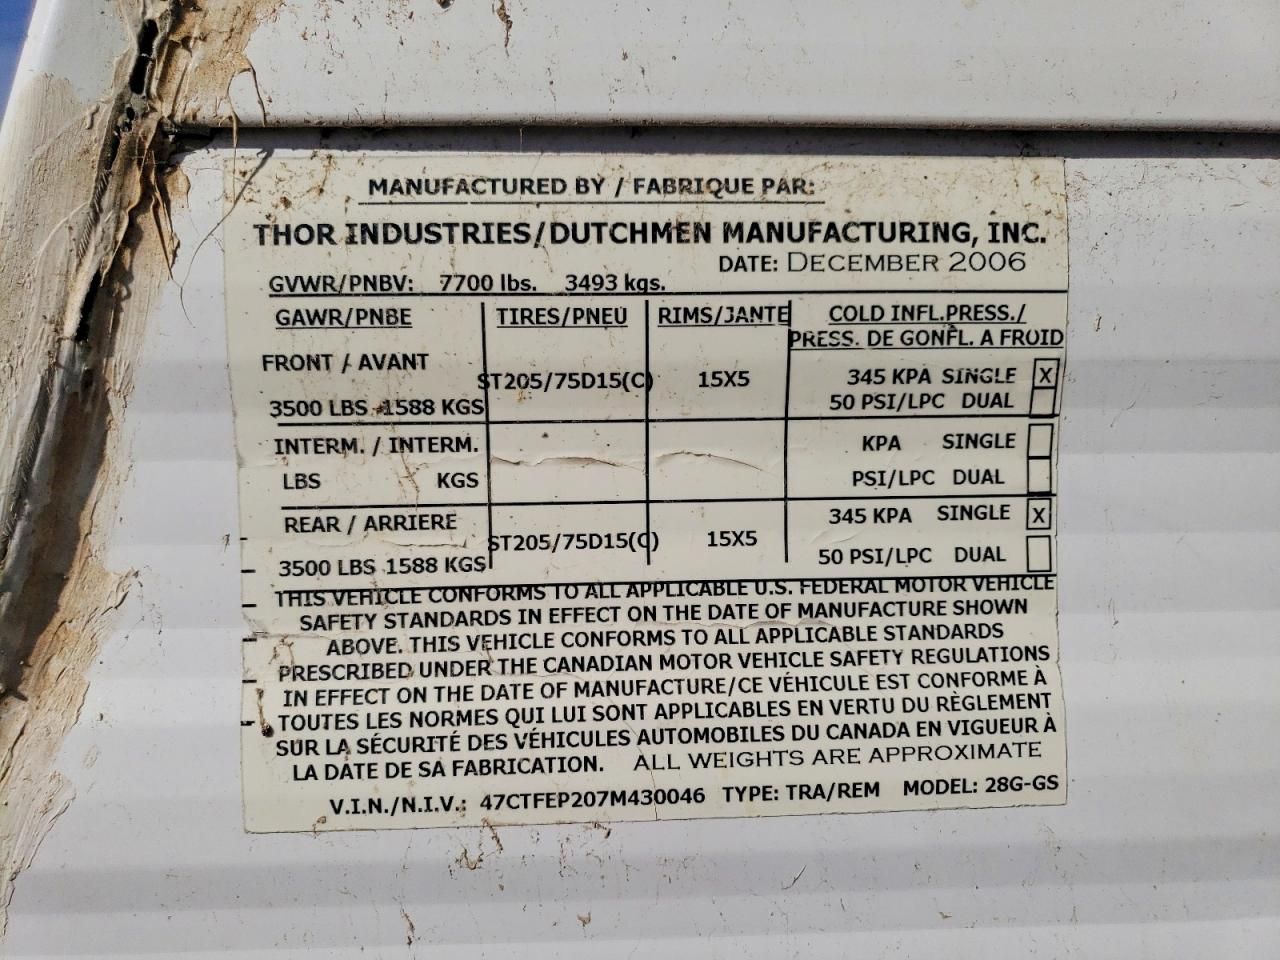 MANUFACTURED BY / FABRIQUE PAR:
THOR INDUSTRIES/DUTCHMEN MANUFACTURING, INC.
DATE: DECEMBER 2006
GVWR/PNBV: 7700 lbs. 3493 kgs.
GAWR/PNBE TIRES/PNEU RIMS/JANTE COLD INFL.PRESS./
PRESS. DE GONFL. A FROID
FRONT / AVANT
ST205/75D15(C) 15X5 345 KPA SINGLE X
3500 LBS 1588 KGS 50 PSI/LPC DUAL
INTERM. / INTERM. KPA SINGLE
LBS KGS PSI/LPC DUAL
REAR / ARRIERE 345 KPA SINGLE X
ST205/75D15(C) 15X5
3500 LBS 1588 KGS 50 PSI/LPC DUAL
THIS VEHICLE CONFORMS TO ALL APPLICABLE U.S. FEDERAL MOTOR VEHICLE
SAFETY STANDARDS IN EFFECT ON THE DATE OF MANUFACTURE SHOWN
ABOVE. THIS VEHICLE CONFORMS TO ALL APPLICABLE STANDARDS
PRESCRIBED UNDER THE CANADIAN MOTOR VEHICLE SAFETY REGULATIONS
IN EFFECT ON THE DATE OF MANUFACTURE/CE VÉHICULE EST CONFORME À
TOUTES LES NORMES QUI LUI SONT APPLICABLES EN VERTU DU RÈGLEMENT
SUR LA SÉCURITÉ DES VÉHICULES AUTOMOBILES DU CANADA EN VIGUEUR À
LA DATE DE SA FABRICATION. ALL WEIGHTS ARE APPROXIMATE
V.I.N./N.I.V.: 47CTFEP207M430046 TYPE: TRA/REM MODEL: 28G-GS